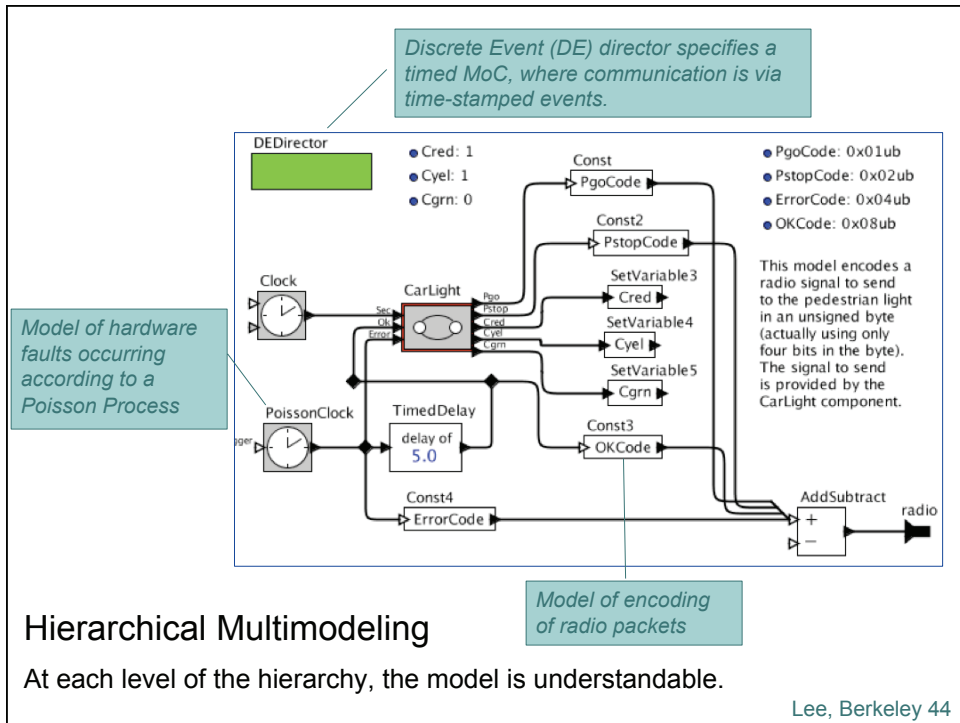 Discrete Event (DE) director specifies a
timed MoC, where communication is via
time-stamped events.
DEDirector
Cred: 1
Cyel: 1
Cgrn: 0
Const
PgoCode
PgoCode: 0x01ub
PstopCode: 0x02ub
ErrorCode: 0x04ub
OKCode: 0x08ub
Const2
PstopCode
This model encodes a
radio signal to send
to the pedestrian light
in an unsigned byte
(actually using only
four bits in the byte).
The signal to send
is provided by the
CarLight component.
Clock
CarLight
Sec
Ok
Error
Pgo
Pstop
Cred
Cyel
Cgrn
SetVariable3
Cred
SetVariable4
Cyel
SetVariable5
Cgrn
Model of hardware
faults occurring
according to a
Poisson Process
PoissonClock
gger
TimedDelay
delay of
5.0
Const3
OKCode
Const4
ErrorCode
AddSubtract
+
−
radio
Model of encoding
of radio packets
Hierarchical Multimodeling
At each level of the hierarchy, the model is understandable.
Lee, Berkeley 44